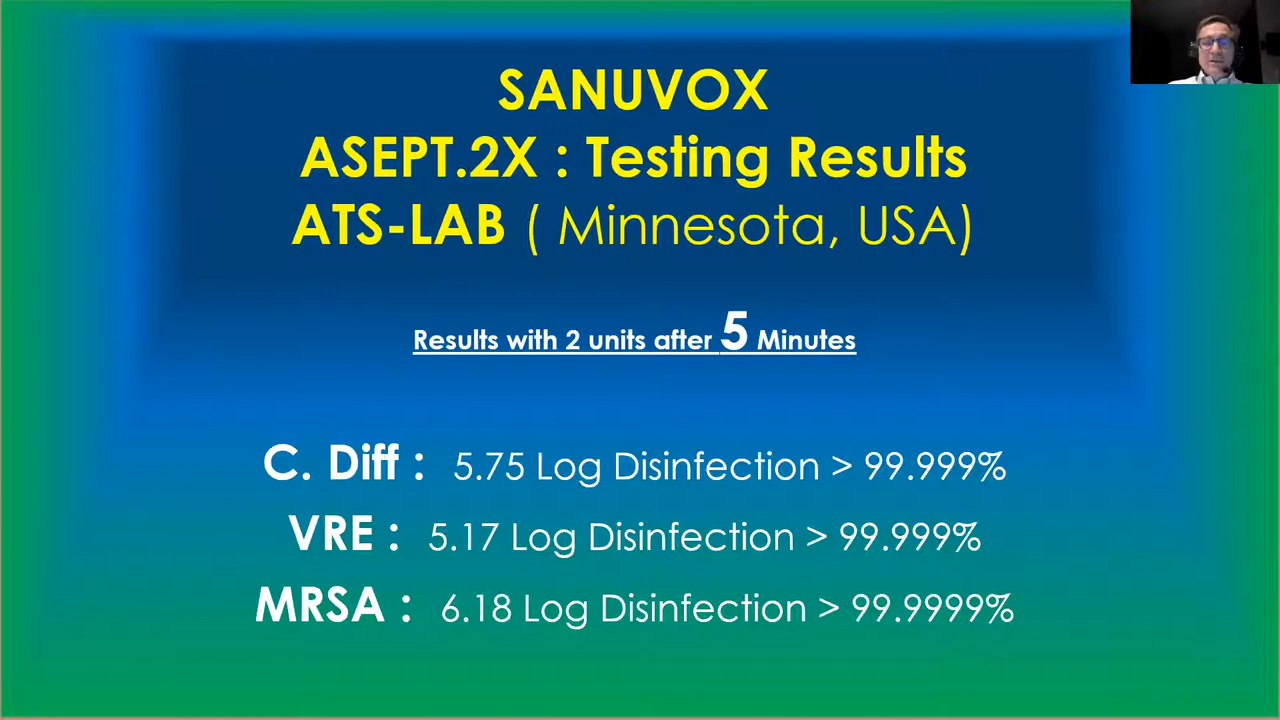 SANUVOX
ASEPT.2X : Testing Results
ATS-LAB ( Minnesota, USA)
Results with 2 units after 5 Minutes
C. Diff : 5.75 Log Disinfection > 99.999%
VRE : 5.17 Log Disinfection > 99.999%
MRSA : 6.18 Log Disinfection > 99.9999%